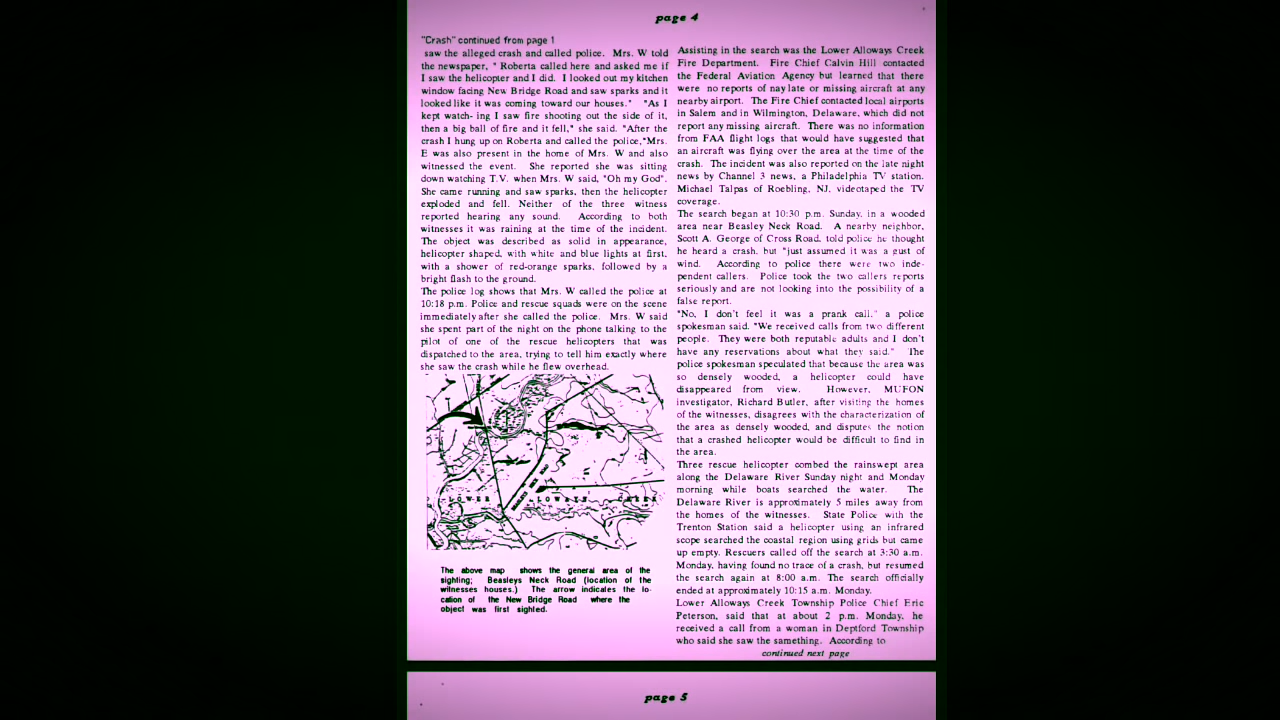 page 4
"Crash" continued from page 1
saw the alleged crash and called police. Mrs. W told
the newspaper, " Roberta called here and asked me if
I saw the helicopter and I did. I looked out my kitchen
window facing New Bridge Road and saw sparks and it
looked like it was coming toward our houses." "As I
kept watch- ing I saw fire shooting out the side of it,
then a big ball of fire and it fell," she said. "After the
crash I hung up on Roberta and called the police,"Mrs.
E was also present in the home of Mrs. W and also
witnessed the event. She reported she was sitting
down watching T.V. when Mrs. W said, "Oh my God".
She came running and saw sparks, then the helicopter
exploded and fell. Neither of the three witness
reported hearing any sound. According to both
witnesses it was raining at the time of the incident.
The object was described as solid in appearance,
helicopter shaped, with white and blue lights at first,
with a shower of red-orange sparks, followed by a
bright flash to the ground.
The police log shows that Mrs. W called the police at
10:18 p.m. Police and rescue squads were on the scene
immediately after she called the police. Mrs. W said
she spent part of the night on the phone talking to the
pilot of one of the rescue helicopters that was
dispatched to the area, trying to tell him exactly where
she saw the crash while he flew overhead.
LOWER ALLOWAYS CREEK
The above map shows the general area of the
sighting; Beasleys Neck Road (location of the
witnesses houses.) The arrow indicates the lo-
cation of the New Bridge Road where the
object was first sighted.
Assisting in the search was the Lower Alloways Creek
Fire Department. Fire Chief Calvin Hill contacted
the Federal Aviation Agency but learned that there
were no reports of nay late or missing aircraft at any
nearby airport. The Fire Chief contacted local airports
in Salem and in Wilmington, Delaware, which did not
report any missing aircraft. There was no information
from FAA flight logs that would have suggested that
an aircraft was flying over the area at the time of the
crash. The incident was also reported on the late night
news by Channel 3 news, a Philadelphia TV station.
Michael Talpas of Roebling, NJ, videotaped the TV
coverage.
The search began at 10:30 p.m. Sunday, in a wooded
area near Beasley Neck Road. A nearby neighbor,
Scott A. George of Cross Road, told police he thought
he heard a crash, but "just assumed it was a gust of
wind. According to police there were two inde-
pendent callers. Police took the two callers reports
seriously and are not looking into the possibility of a
false report.
"No, I don't feel it was a prank call." a police
spokesman said. "We received calls from two different
people. They were both reputable adults and I don't
have any reservations about what they said." The
police spokesman speculated that because the area was
so densely wooded, a helicopter could have
disappeared from view. However, MUFON
investigator, Richard Butler, after visiting the homes
of the witnesses, disagrees with the characterization of
the area as densely wooded, and disputes the notion
that a crashed helicopter would be difficult to find in
the area.
Three rescue helicopter combed the rainswept area
along the Delaware River Sunday night and Monday
morning while boats searched the water. The
Delaware River is approximately 5 miles away from
the homes of the witnesses. State Police with the
Trenton Station said a helicopter using an infrared
scope searched the coastal region using grids but came
up empty. Rescuers called off the search at 3:30 a.m.
Monday, having found no trace of a crash, but resumed
the search again at 8:00 a.m. The search officially
ended at approximately 10:15 a.m. Monday.
Lower Alloways Creek Township Police Chief Eric
Peterson, said that at about 2 p.m. Monday, he
received a call from a woman in Deptford Township
who said she saw the samething. According to
continued next page
page 5